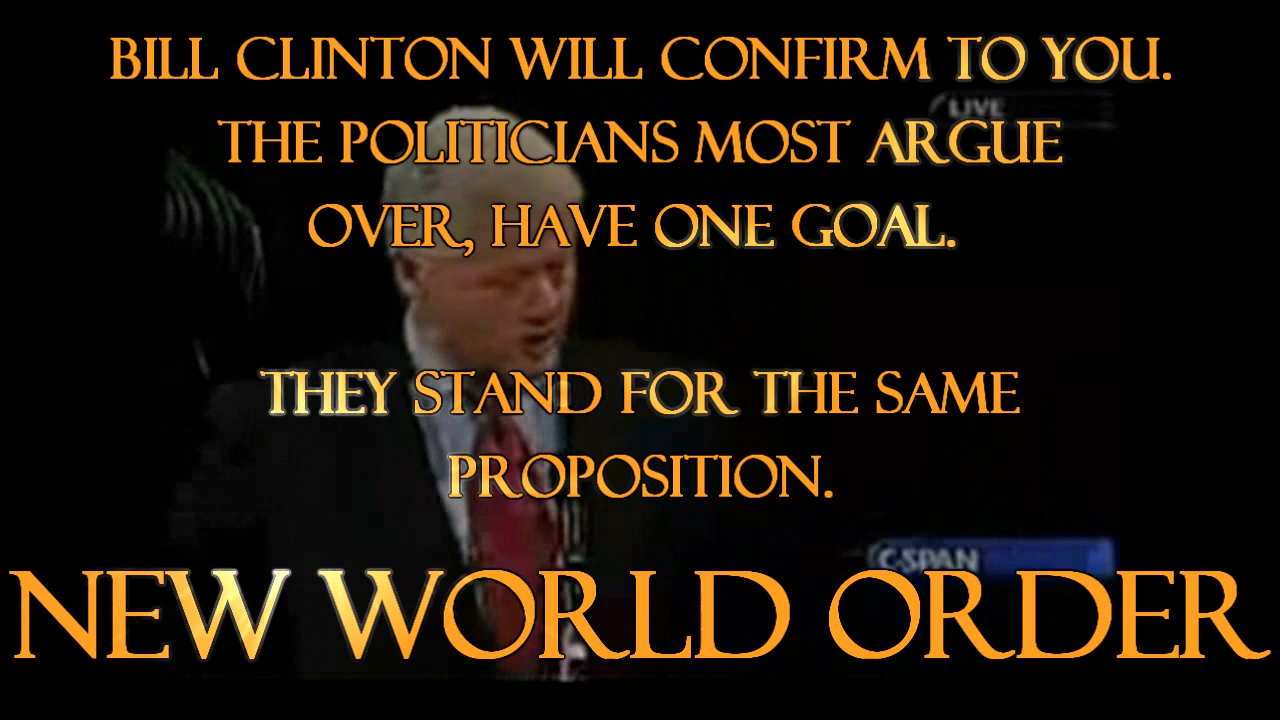 BILL CLINTON WILL CONFIRM TO YOU.
LIVE
THE POLITICIANS MOST ARGUE
OVER, HAVE ONE GOAL.
THEY STAND FOR THE SAME
PROPOSITION.
C-SPAN
NEW WORLD ORDER